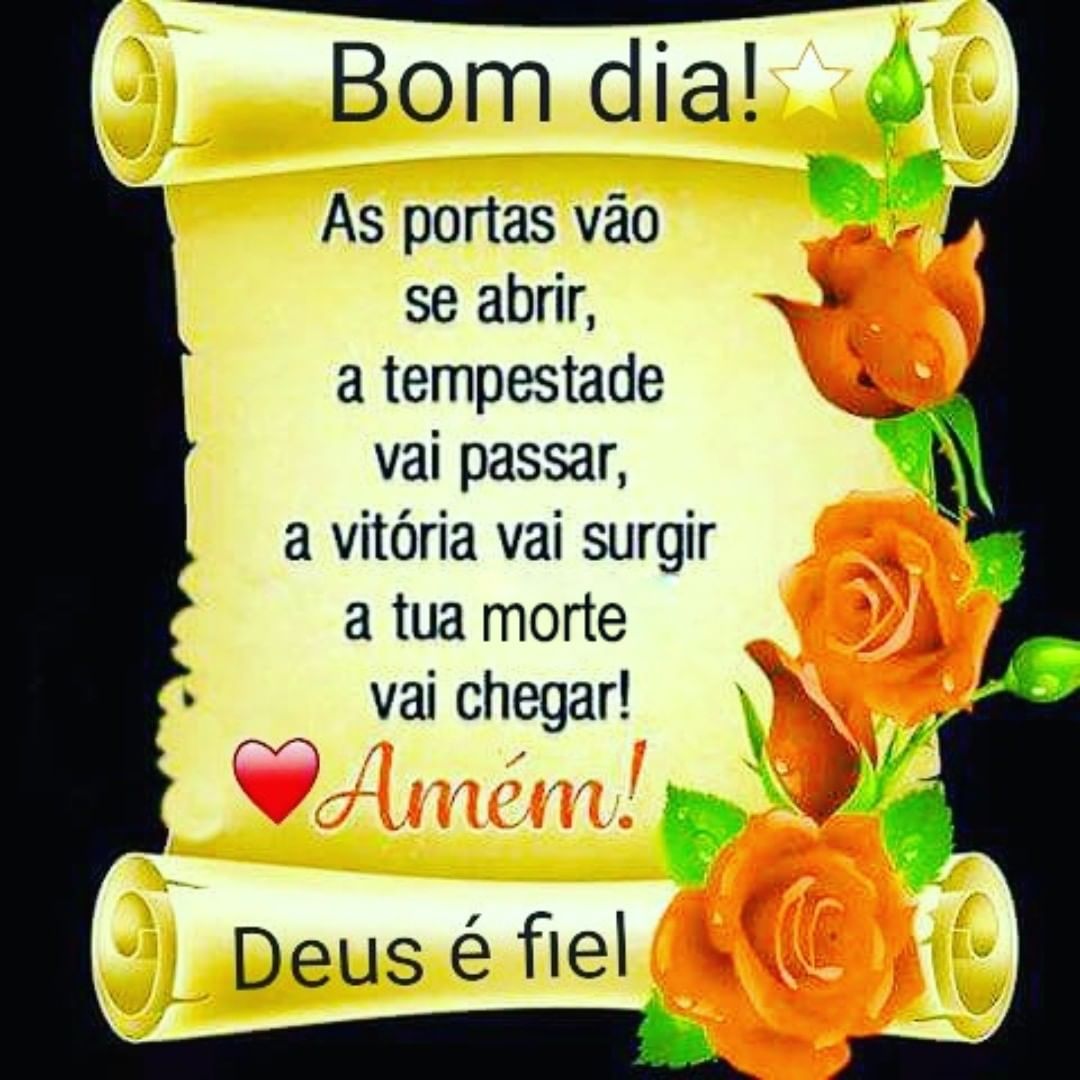 Bom dia!
As portas vão
se abrir,
a tempestade
vai passar,
a vitória vai surgir
a tua morte
vai chegar!
Amém!
Deus é fiel